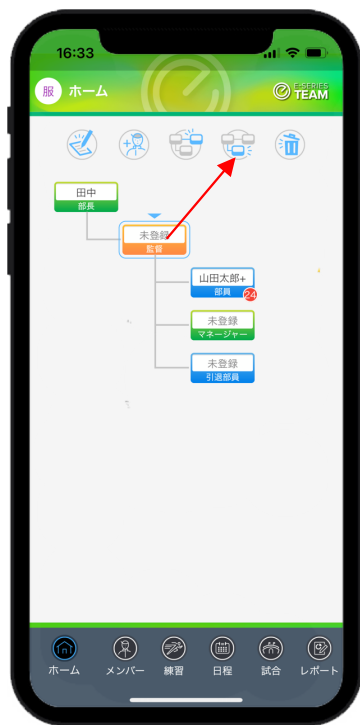 16:33
服 ホーム
E-SERIES
TEAM
田中
部長
未登録
監督
山田太郎+
部員
24
未登録
マネージャー
未登録
引退部員
ホーム メンバー 練習 日程 試合 レポート